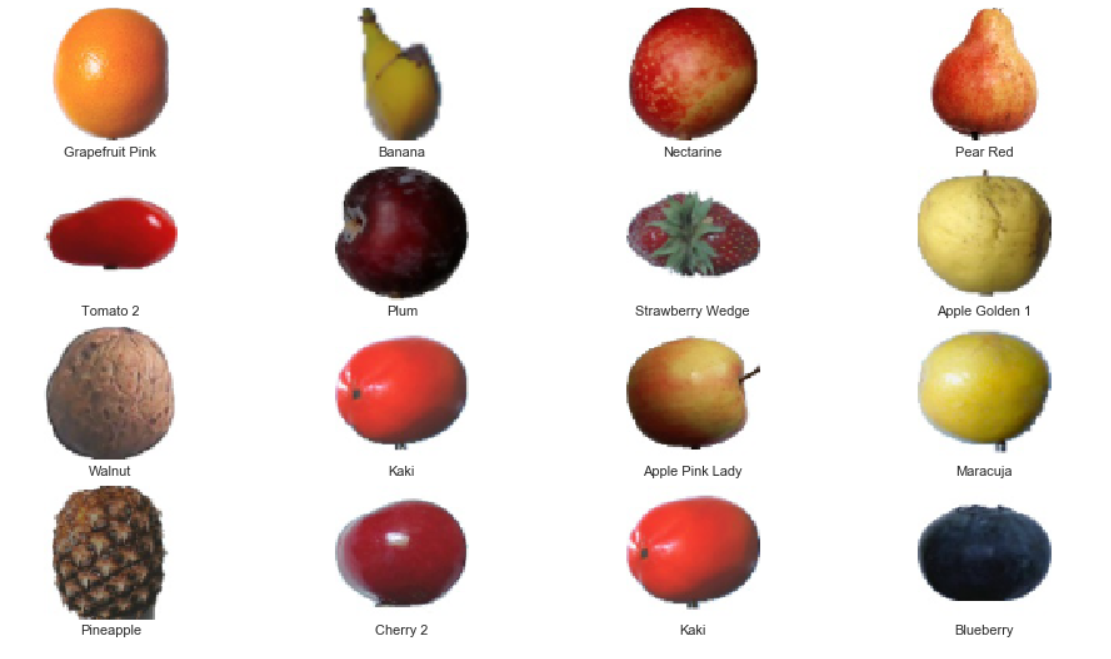 Grapefruit Pink
Banana
Nectarine
Pear Red
Tomato 2
Plum
Strawberry Wedge
Apple Golden 1
Walnut
Kaki
Apple Pink Lady
Maracuja
Pineapple
Cherry 2
Kaki
Blueberry